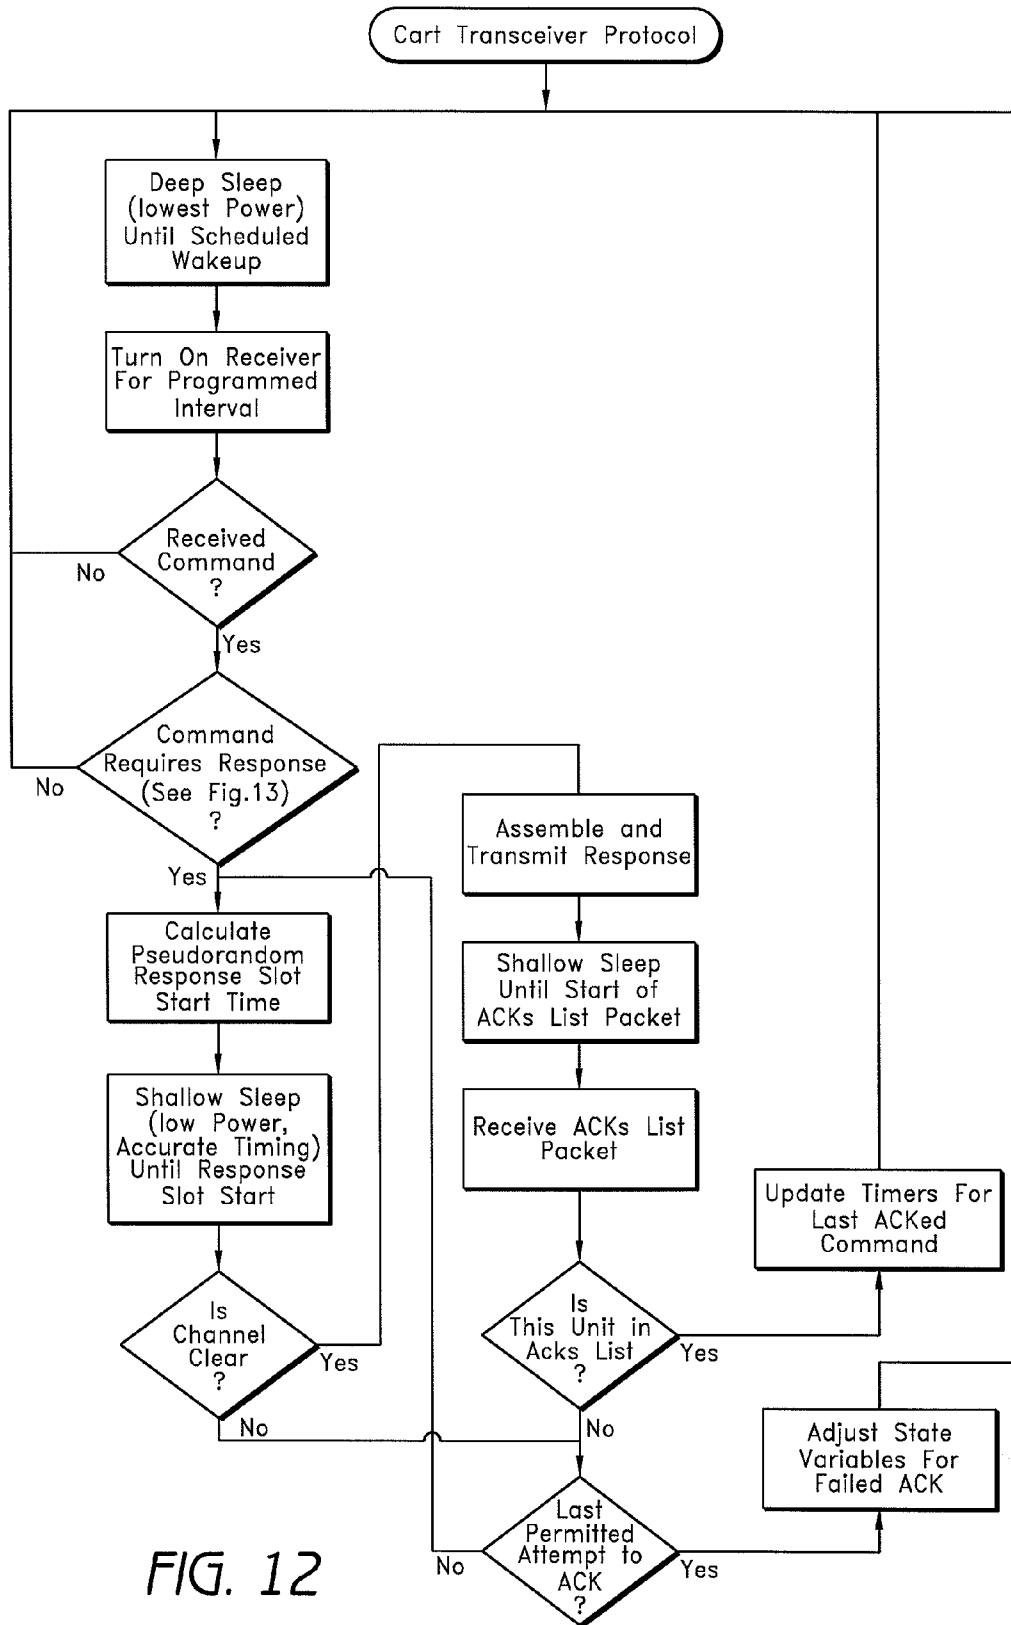 Cart Transceiver Protocol
Deep Sleep
(lowest Power)
Until Scheduled
Wakeup
Turn On Receiver
For Programmed
Interval
Received
Command
?
No
Yes
Command
Requires Response
(See Fig.13)
?
No
Yes
Calculate
Pseudorandom
Response Slot
Start Time
Shallow Sleep
(low Power,
Accurate Timing)
Until Response
Slot Start
Is
Channel
Clear
?
Yes
No
Assemble and
Transmit Response
Shallow Sleep
Until Start of
ACKs List Packet
Receive ACKs List
Packet
Is
This Unit in
Acks List
?
Yes
No
Update Timers For
Last ACKed
Command
Last
Permitted
Attempt to
ACK
?
No
Yes
Adjust State
Variables For
Failed ACK
FIG. 12